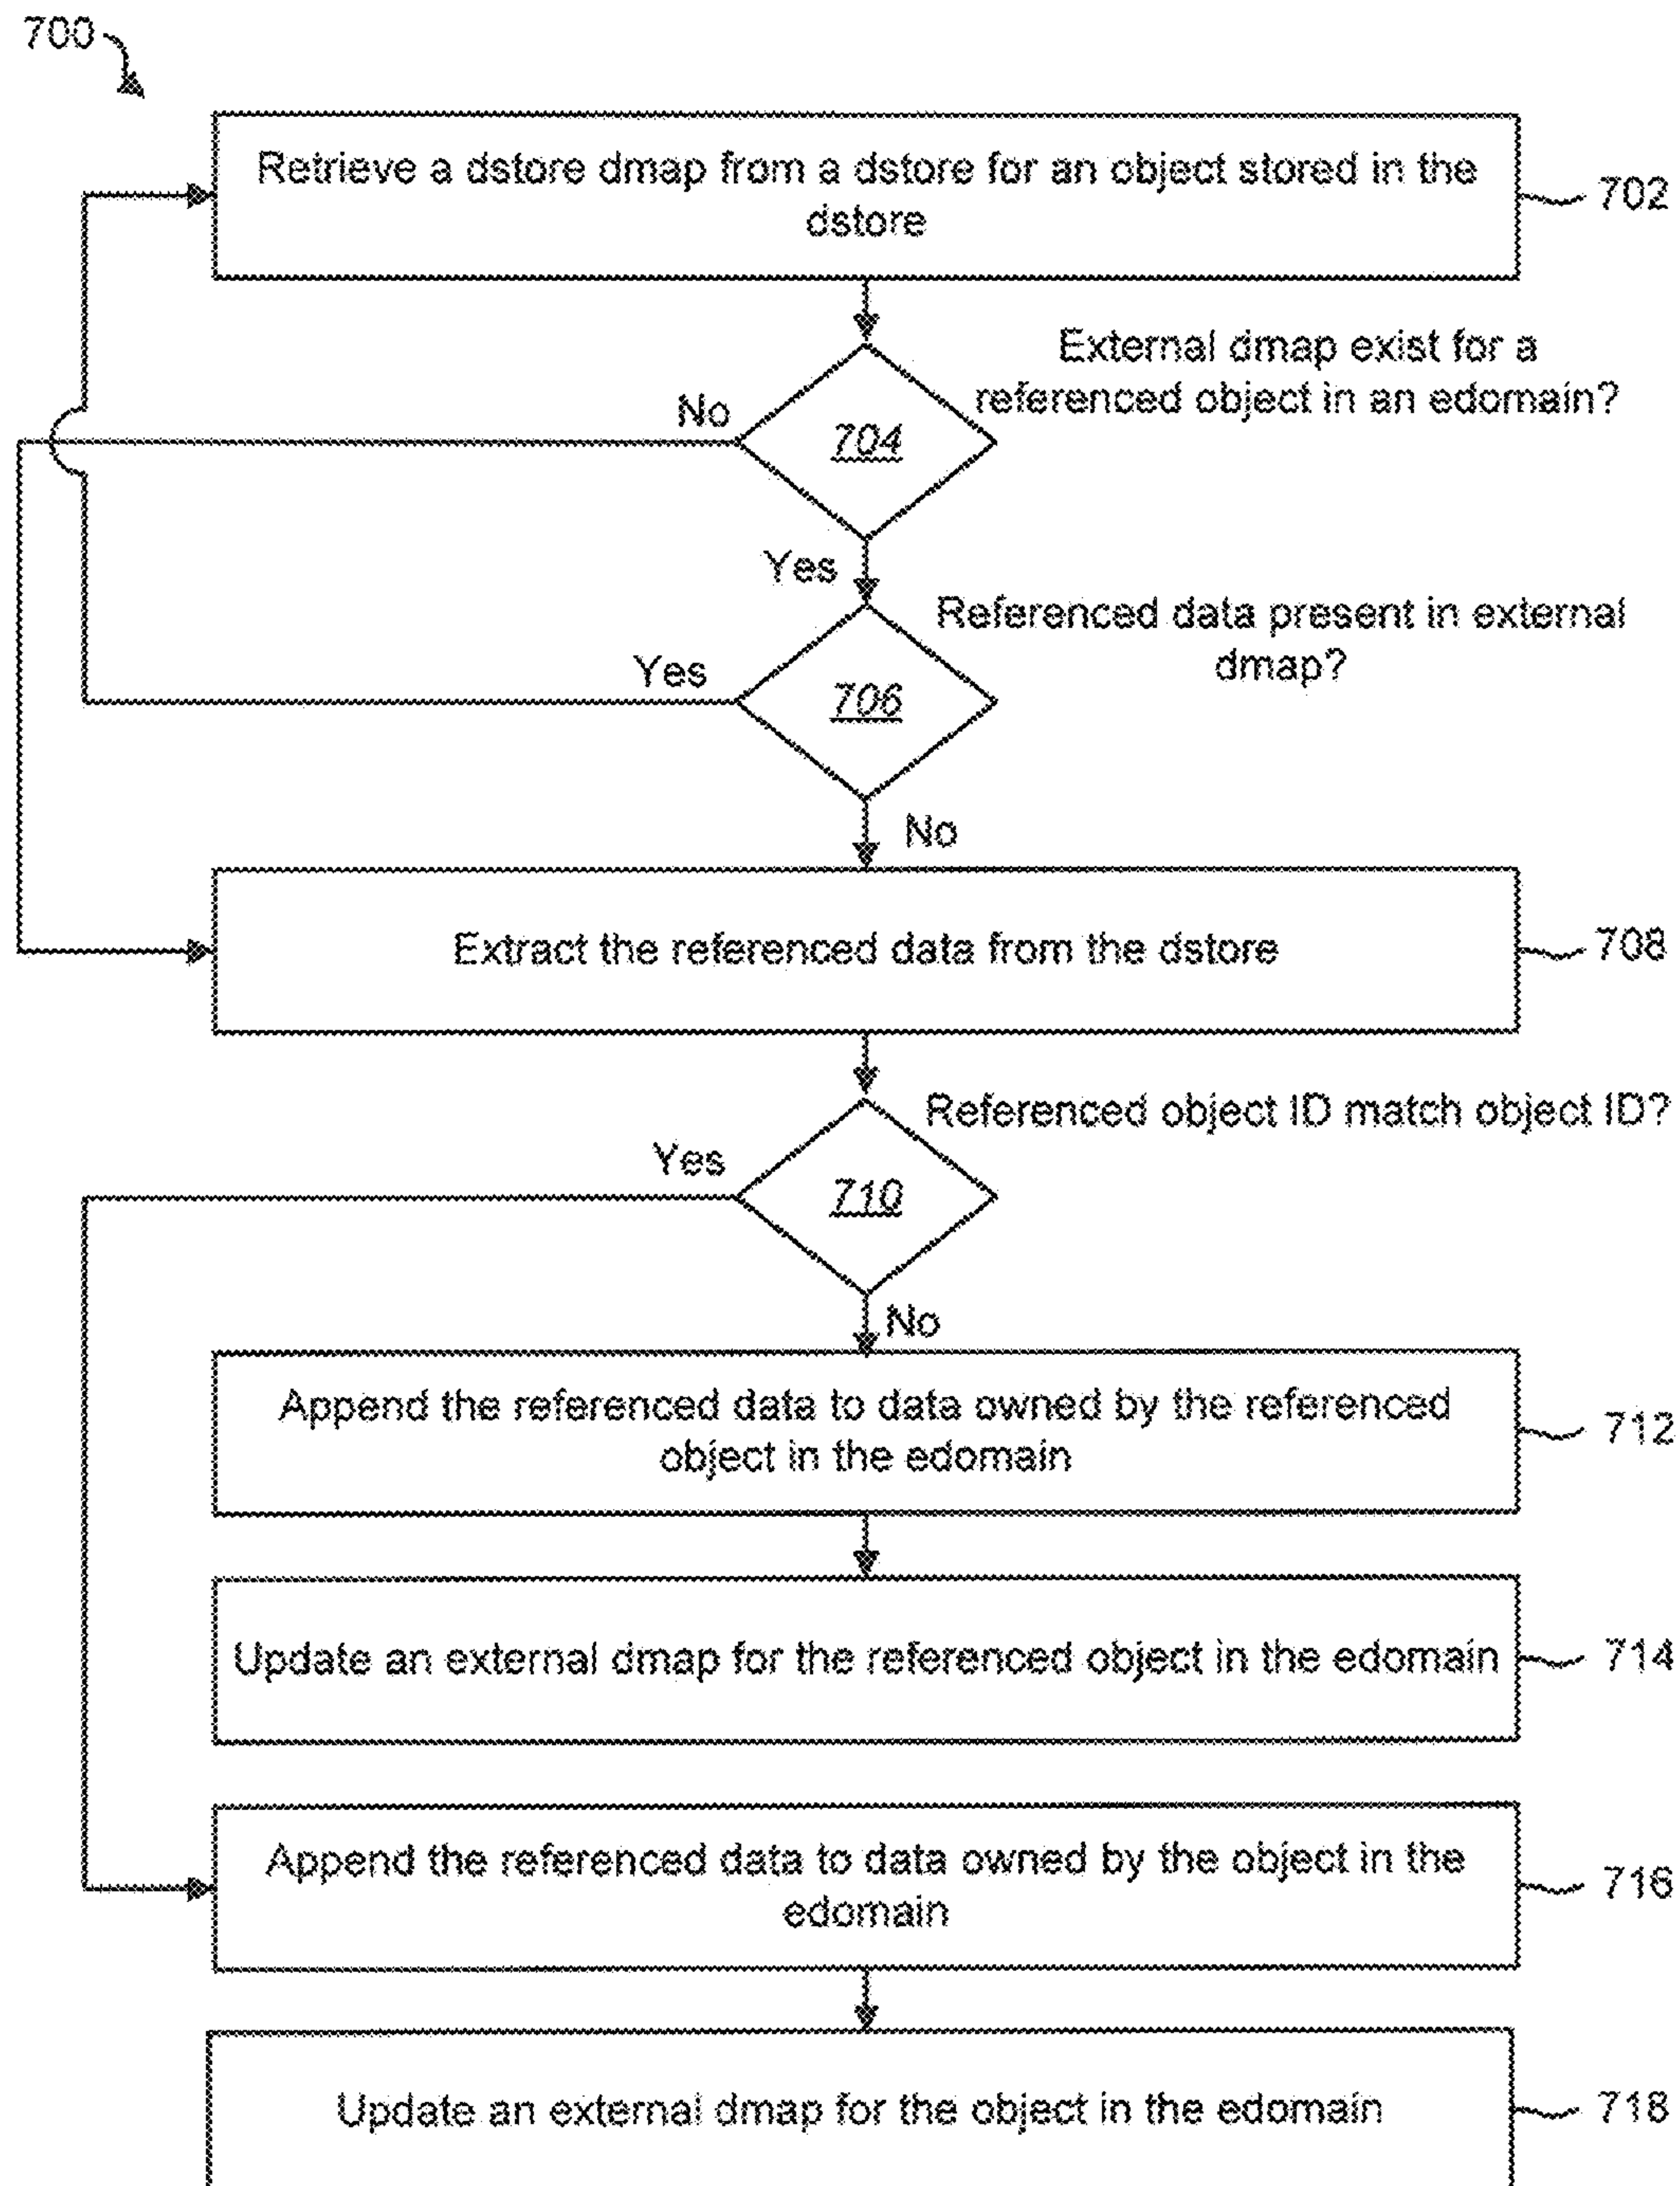 700
Retrieve a dstore dmap from a dstore for an object stored in the
dstore
702
External dmap exist for a
referenced object in an edomain?
No
704
Yes
Referenced data present in external
dmap?
Yes
706
No
Extract the referenced data from the dstore
708
Referenced object ID match object ID?
Yes
710
No
Append the referenced data to data owned by the referenced
object in the edomain
712
Update an external dmap for the referenced object in the edomain
714
Append the referenced data to data owned by the object in the
edomain
716
Update an external dmap for the object in the edomain
718